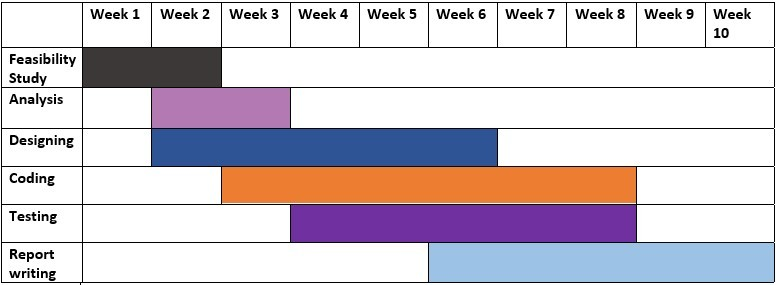 Week 1 Week 2 Week 3 Week 4 Week 5 Week 6 Week 7 Week 8 Week 9 Week
10
Feasibility
Study
Analysis
Designing
Coding
Testing
Report
writing